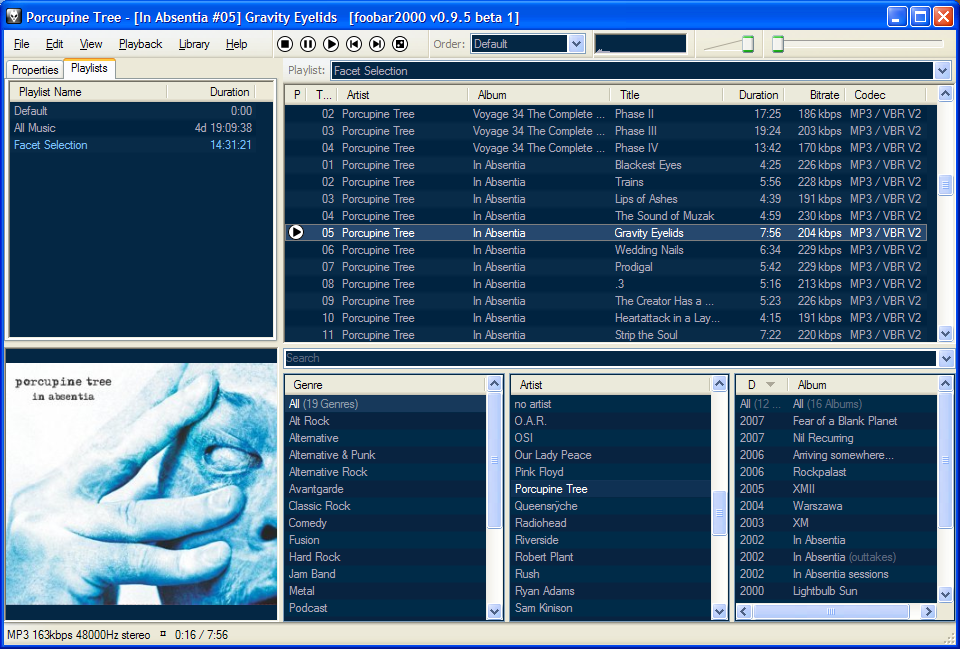 Porcupine Tree - [In Absentia #05] Gravity Eyelids [foobar2000 v0.9.5 beta 1]
File Edit View Playback Library Help Order: Default
Properties Playlists
Playlist Name Duration
Default 0:00
All Music 4d 19:09:38
Facet Selection 14:31:21
Playlist: Facet Selection
P T... Artist Album Title Duration Bitrate Codec
02 Porcupine Tree Voyage 34 The Complete ... Phase II 17:25 186 kbps MP3 / VBR V2
03 Porcupine Tree Voyage 34 The Complete ... Phase III 19:24 203 kbps MP3 / VBR V2
04 Porcupine Tree Voyage 34 The Complete ... Phase IV 13:42 170 kbps MP3 / VBR V2
01 Porcupine Tree In Absentia Blackest Eyes 4:25 226 kbps MP3 / VBR V2
02 Porcupine Tree In Absentia Trains 5:56 228 kbps MP3 / VBR V2
03 Porcupine Tree In Absentia Lips of Ashes 4:39 191 kbps MP3 / VBR V2
04 Porcupine Tree In Absentia The Sound of Muzak 4:59 230 kbps MP3 / VBR V2
05 Porcupine Tree In Absentia Gravity Eyelids 7:56 204 kbps MP3 / VBR V2
06 Porcupine Tree In Absentia Wedding Nails 6:34 229 kbps MP3 / VBR V2
07 Porcupine Tree In Absentia Prodigal 5:42 229 kbps MP3 / VBR V2
08 Porcupine Tree In Absentia .3 5:16 213 kbps MP3 / VBR V2
09 Porcupine Tree In Absentia The Creator Has a ... 5:23 226 kbps MP3 / VBR V2
10 Porcupine Tree In Absentia Heartattack in a Lay... 4:15 191 kbps MP3 / VBR V2
11 Porcupine Tree In Absentia Strip the Soul 7:22 220 kbps MP3 / VBR V2
porcupine tree
in absentia
Search
Genre
All (19 Genres)
Alt Rock
Alternative
Alternative & Punk
Alternative Rock
Avantgarde
Classic Rock
Comedy
Fusion
Hard Rock
Jam Band
Metal
Podcast
Artist
no artist
O.A.R.
OSI
Our Lady Peace
Pink Floyd
Porcupine Tree
Queensrÿche
Radiohead
Riverside
Robert Plant
Rush
Ryan Adams
Sam Kinison
D Album
All (12 ... All (16 Albums)
2007 Fear of a Blank Planet
2007 Nil Recurring
2006 Arriving somewhere...
2006 Rockpalast
2005 XMII
2004 Warszawa
2003 XM
2002 In Absentia
2002 In Absentia (outtakes)
2002 In Absentia sessions
2000 Lightbulb Sun
MP3 163kbps 48000Hz stereo ¤ 0:16 / 7:56